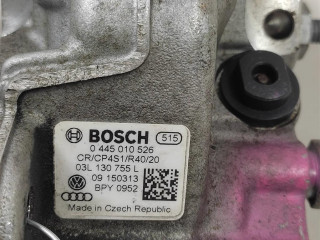 BOSCH 515
0 445 010 526
CR/CP4S1/R40/20
03L 130 755 L
09 150313
BPY 0952
Made in Czech Republic